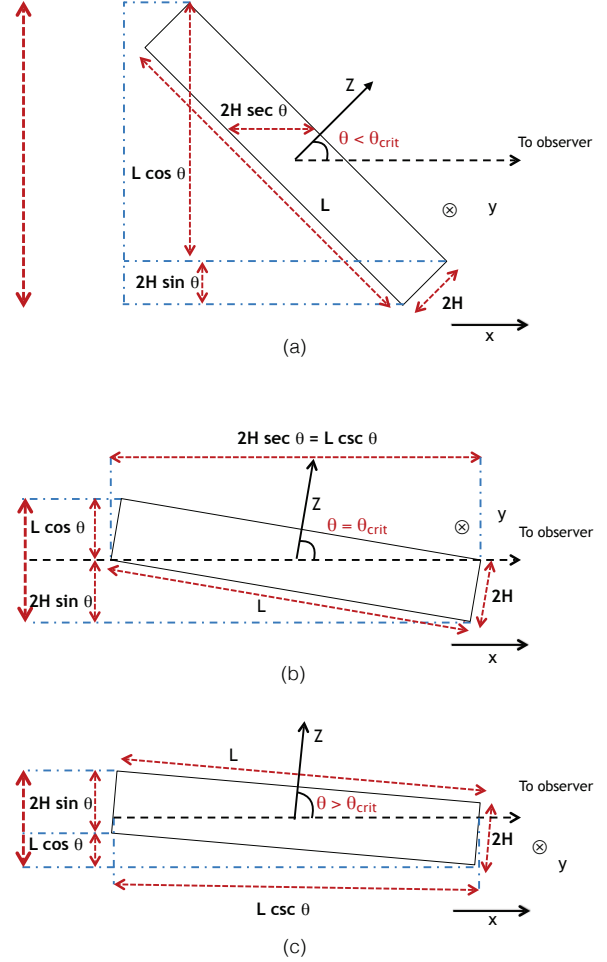 Z
2H sec θ
θ < θcrit
To observer
L cos θ
L
⊗ y
2H sin θ
2H
x
(a)
2H sec θ = L csc θ
Z
y
⊗
L cos θ
θ = θcrit
To observer
2H sin θ
L
2H
x
(b)
Z
L
To observer
2H sin θ
θ > θcrit
L cos θ
2H
⊗
y
L csc θ
x
(c)